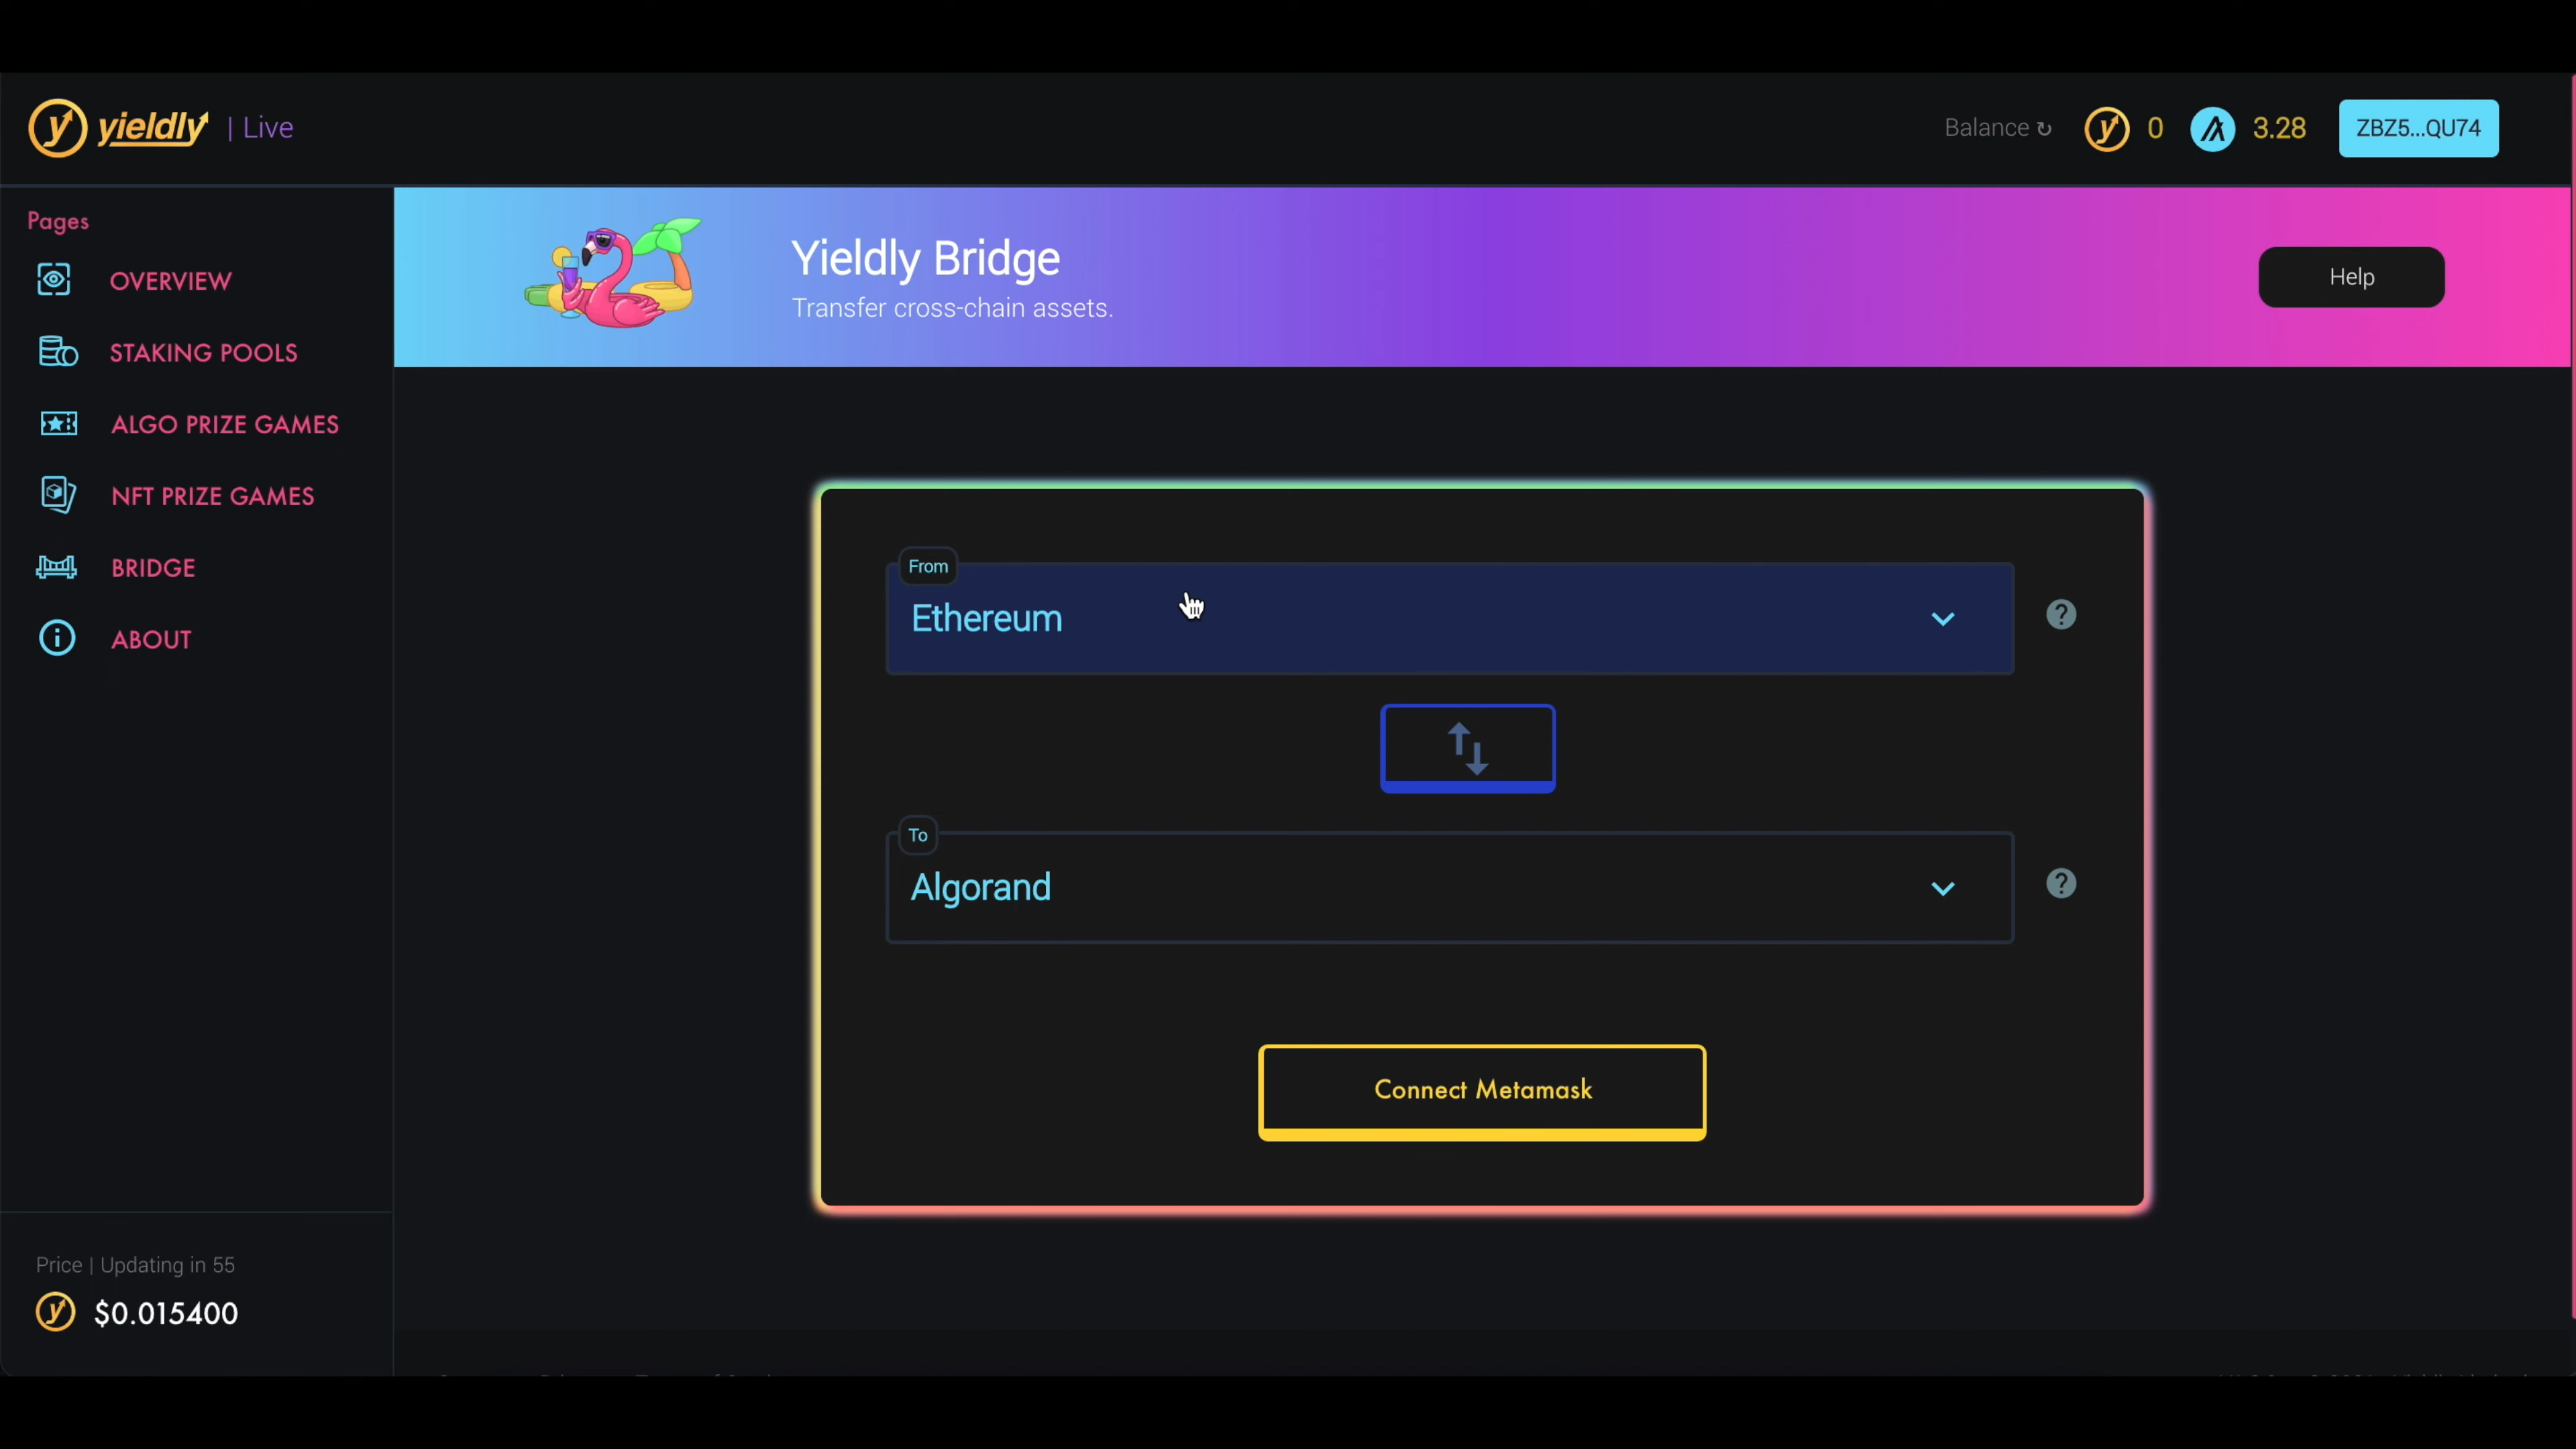 yieldly | Live
Balance ↻ 0 3.28 ZBZ5...QU74
Pages
OVERVIEW
STAKING POOLS
ALGO PRIZE GAMES
NFT PRIZE GAMES
BRIDGE
ABOUT
Yieldly Bridge
Transfer cross-chain assets.
Help
From
Ethereum
?
To
Algorand
?
Connect Metamask
Price | Updating in 55
$0.015400